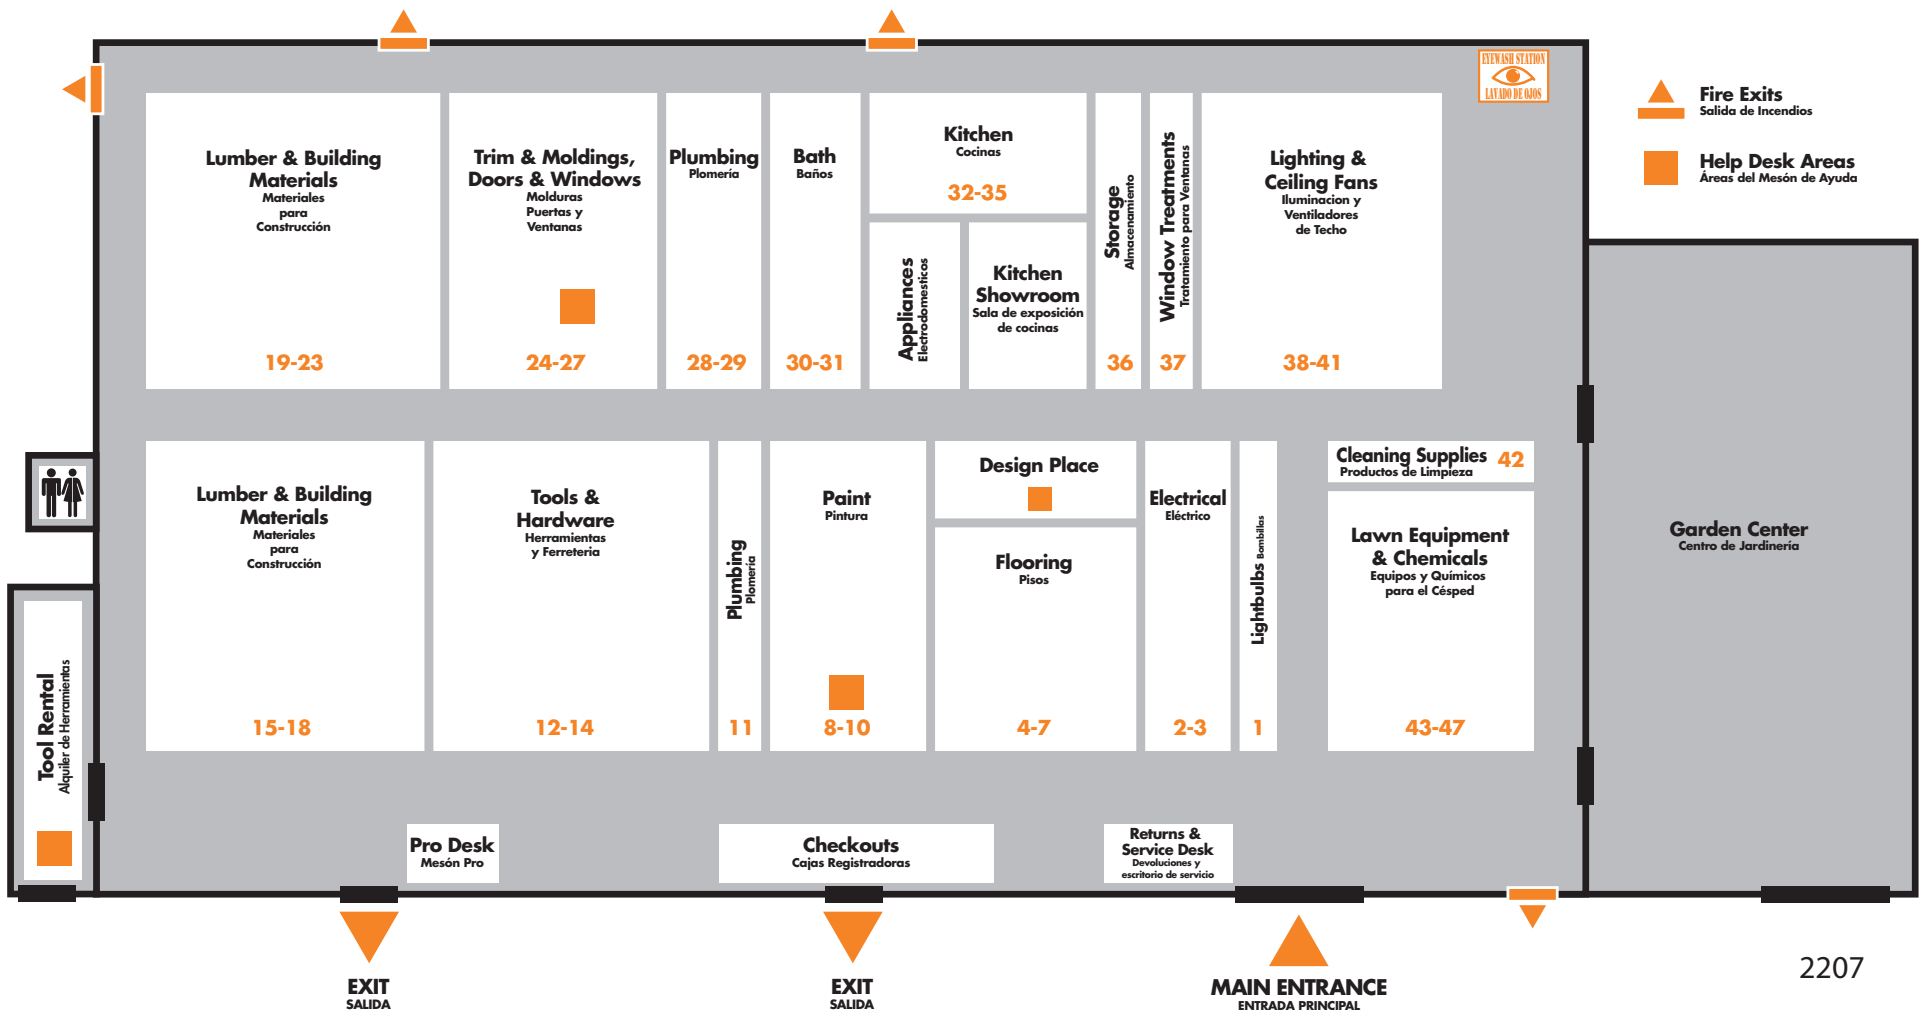 EYEWASH STATION
LAVADO DE OJOS
Fire Exits
Salida de Incendios
Help Desk Areas
Áreas del Mesón de Ayuda
Lumber & Building
Materials
Materiales
para
Construcción
19-23
Trim & Moldings,
Doors & Windows
Molduras
Puertas y
Ventanas
24-27
Plumbing
Plomería
28-29
Bath
Baños
30-31
Kitchen
Cocinas
32-35
Appliances
Electrodomesticos
Kitchen
Showroom
Sala de exposición
de cocinas
Storage
Almacenamiento
36
Window Treatments
Tratamiento para Ventanas
37
Lighting &
Ceiling Fans
Iluminacion y
Ventiladores
de Techo
38-41
Lumber & Building
Materials
Materiales
para
Construcción
15-18
Tools &
Hardware
Herramientas
y Ferreteria
12-14
Plumbing
Plomería
11
Paint
Pintura
8-10
Design Place
Flooring
Pisos
4-7
Electrical
Eléctrico
2-3
Lightbulbs Bombillas
1
Cleaning Supplies 42
Productos de Limpieza
Lawn Equipment
& Chemicals
Equipos y Químicos
para el Césped
43-47
Garden Center
Centro de Jardinería
Tool Rental
Alquiler de Herramientas
Pro Desk
Mesón Pro
Checkouts
Cajas Registradoras
Returns &
Service Desk
Devoluciones y
escritorio de servicio
EXIT
SALIDA
EXIT
SALIDA
MAIN ENTRANCE
ENTRADA PRINCIPAL
2207